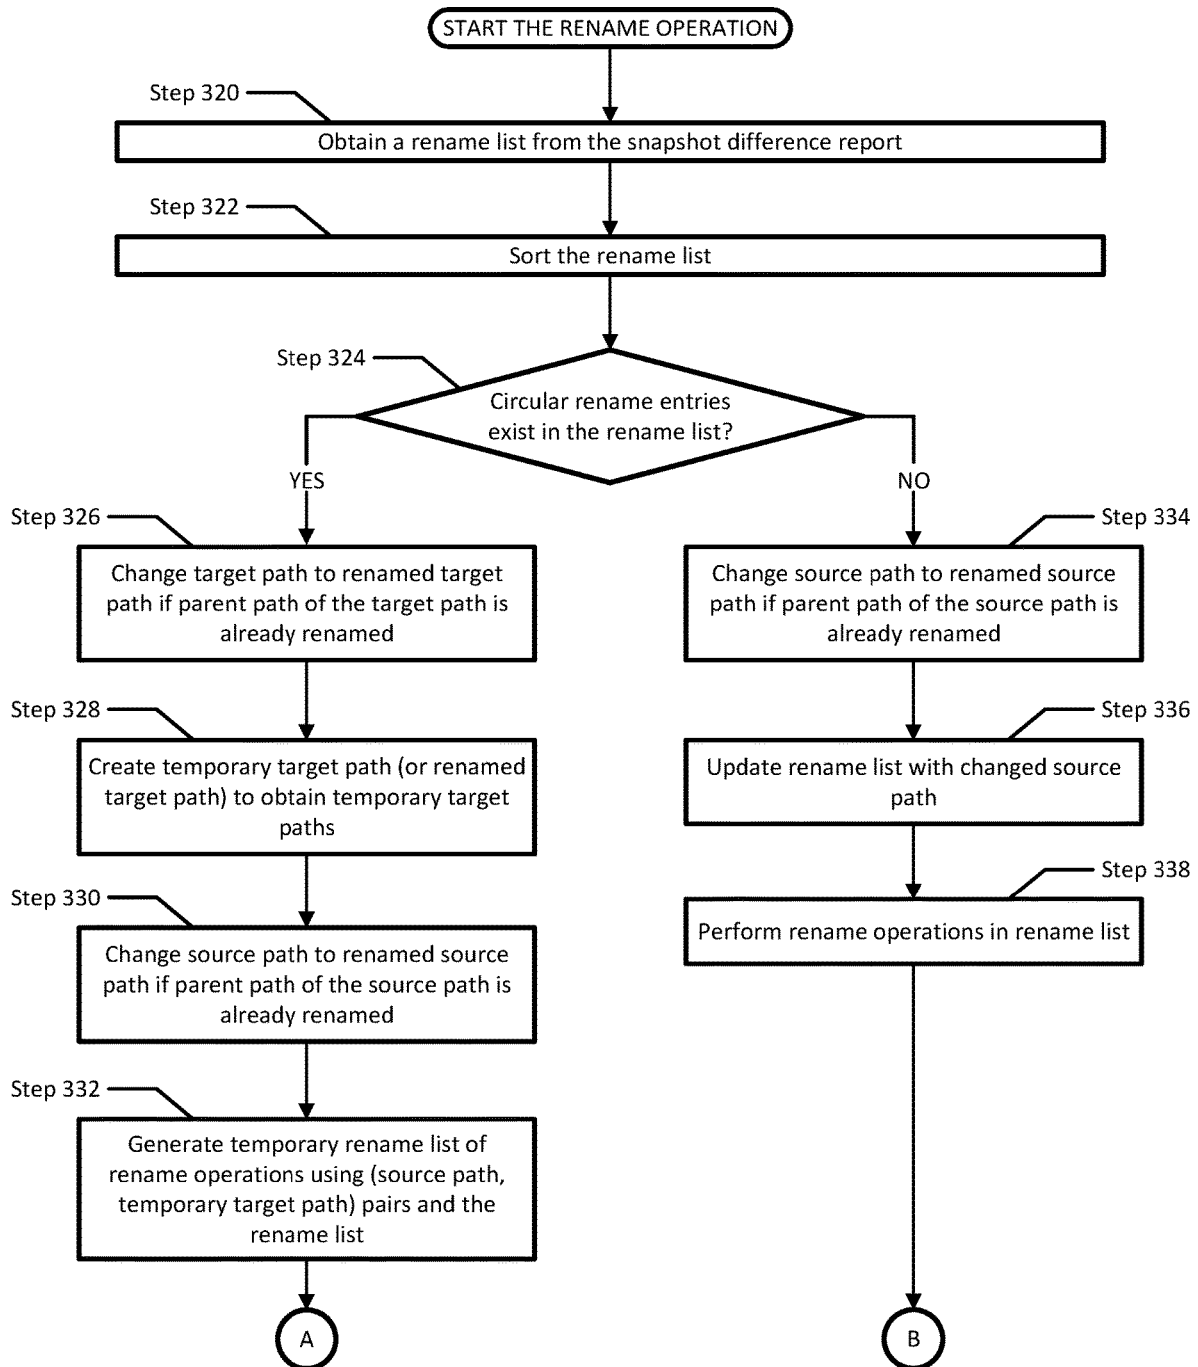 START THE RENAME OPERATION
Step 320
Obtain a rename list from the snapshot difference report
Step 322
Sort the rename list
Step 324
Circular rename entries
exist in the rename list?
YES
NO
Step 326
Change target path to renamed target
path if parent path of the target path is
already renamed
Step 328
Create temporary target path (or renamed
target path) to obtain temporary target
paths
Step 330
Change source path to renamed source
path if parent path of the source path is
already renamed
Step 332
Generate temporary rename list of
rename operations using (source path,
temporary target path) pairs and the
rename list
A
Step 334
Change source path to renamed source
path if parent path of the source path is
already renamed
Step 336
Update rename list with changed source
path
Step 338
Perform rename operations in rename list
B